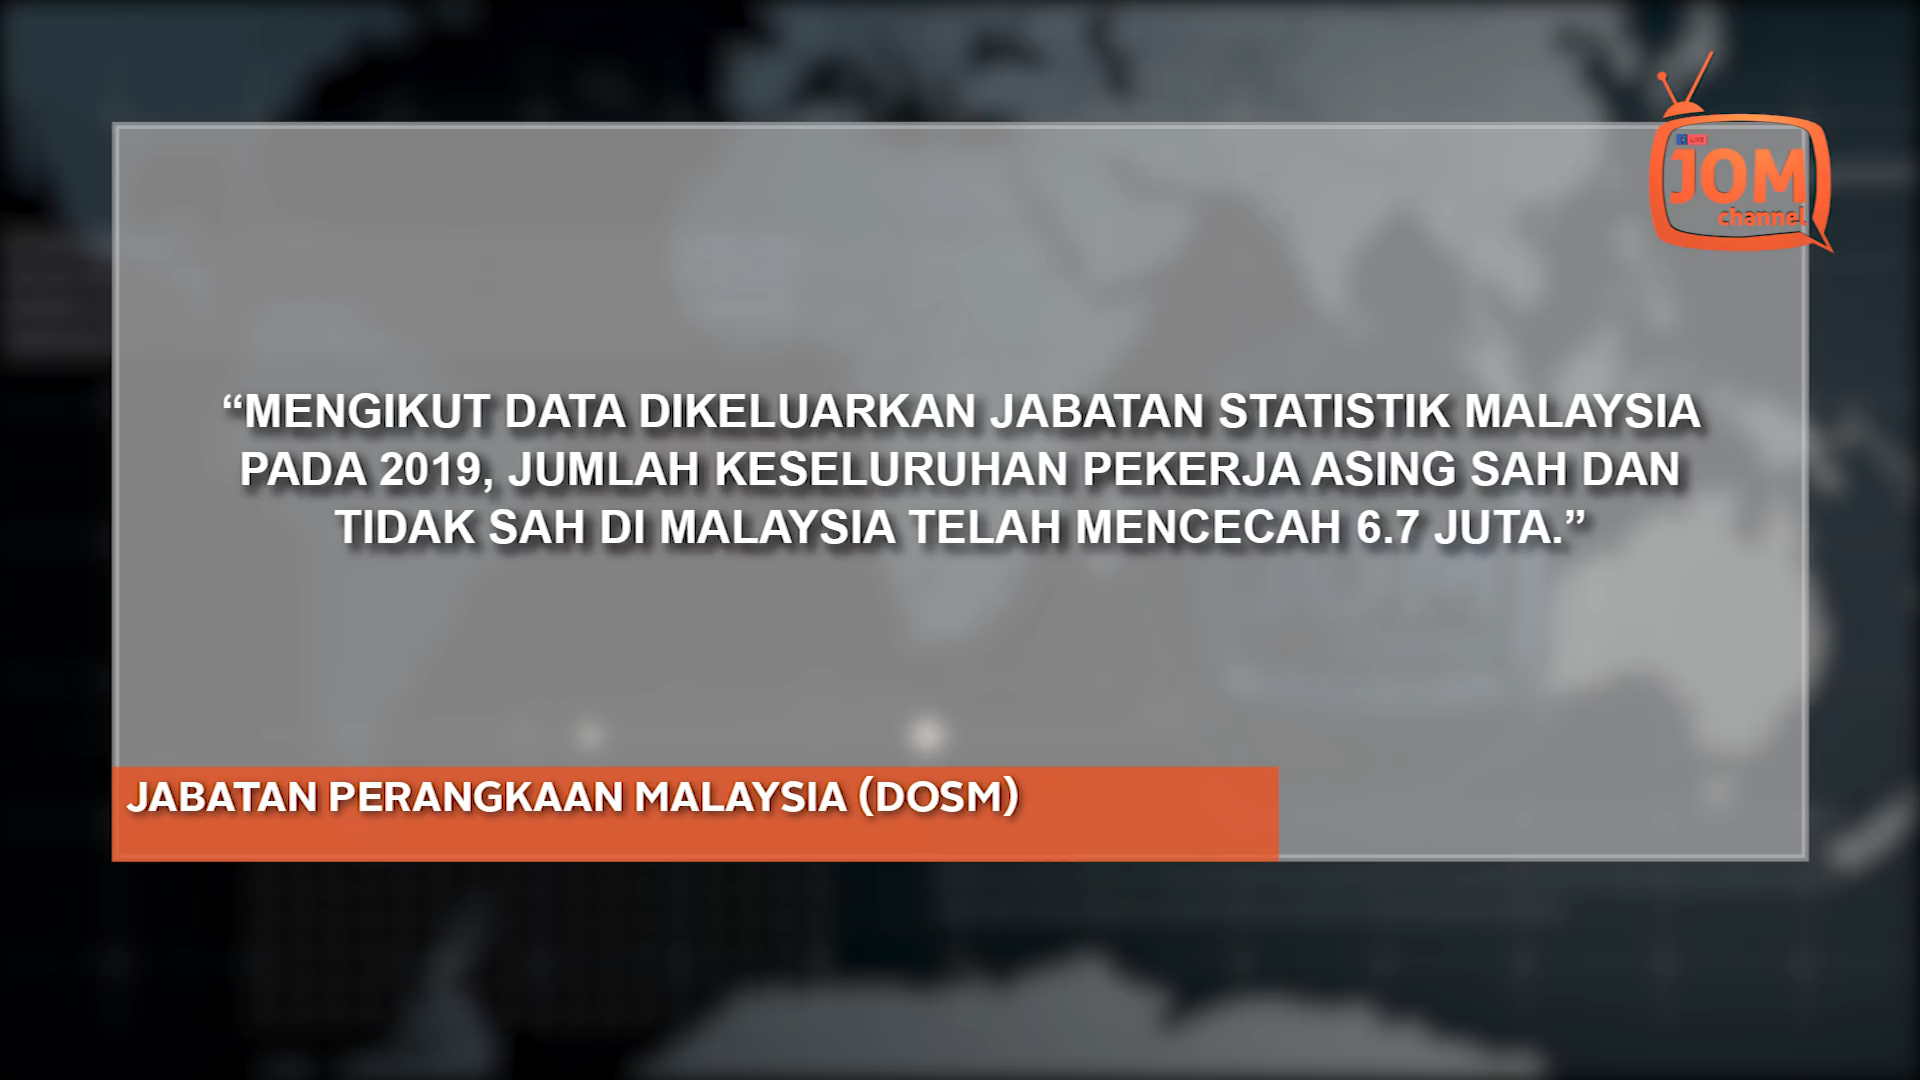 LIVE
JOM
channel
“MENGIKUT DATA DIKELUARKAN JABATAN STATISTIK MALAYSIA
PADA 2019, JUMLAH KESELURUHAN PEKERJA ASING SAH DAN
TIDAK SAH DI MALAYSIA TELAH MENCECAH 6.7 JUTA.”
JABATAN PERANGKAAN MALAYSIA (DOSM)